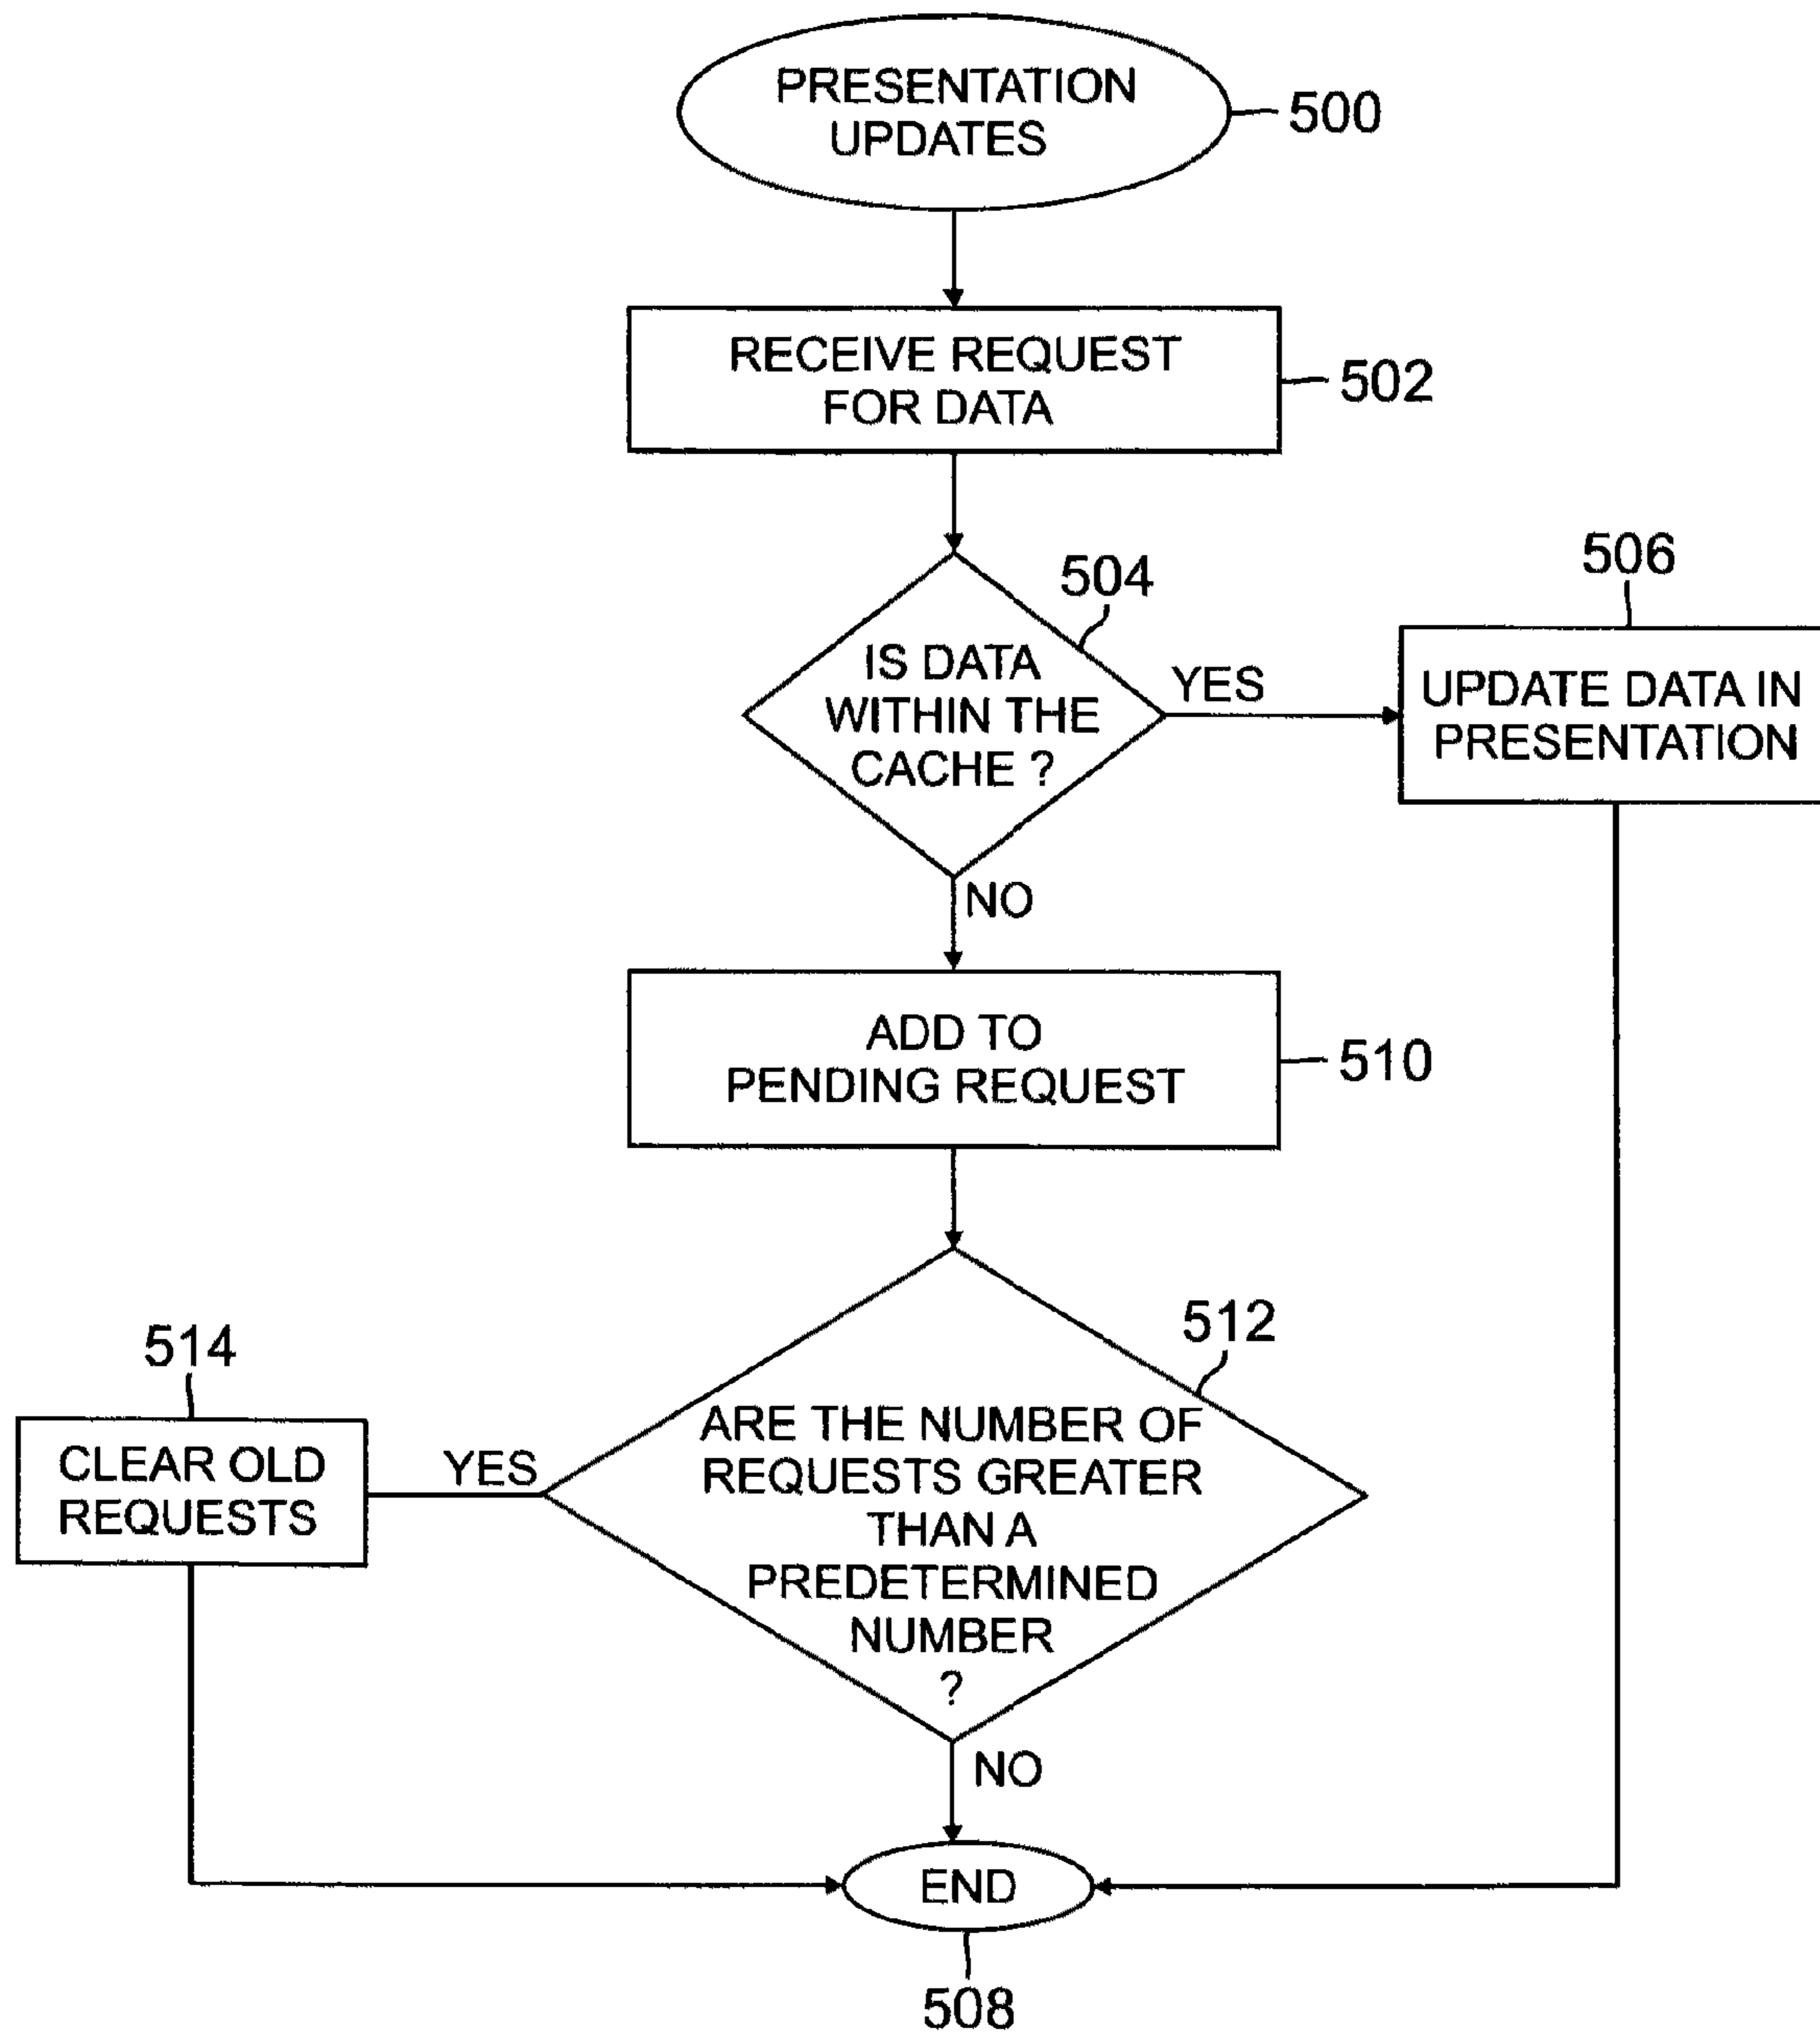 PRESENTATION
UPDATES
500
RECEIVE REQUEST
FOR DATA
502
504
IS DATA
WITHIN THE
CACHE ?
YES
506
UPDATE DATA IN
PRESENTATION
NO
ADD TO
PENDING REQUEST
510
512
ARE THE NUMBER OF
REQUESTS GREATER
THAN A
PREDETERMINED
NUMBER
?
YES
514
CLEAR OLD
REQUESTS
NO
END
508